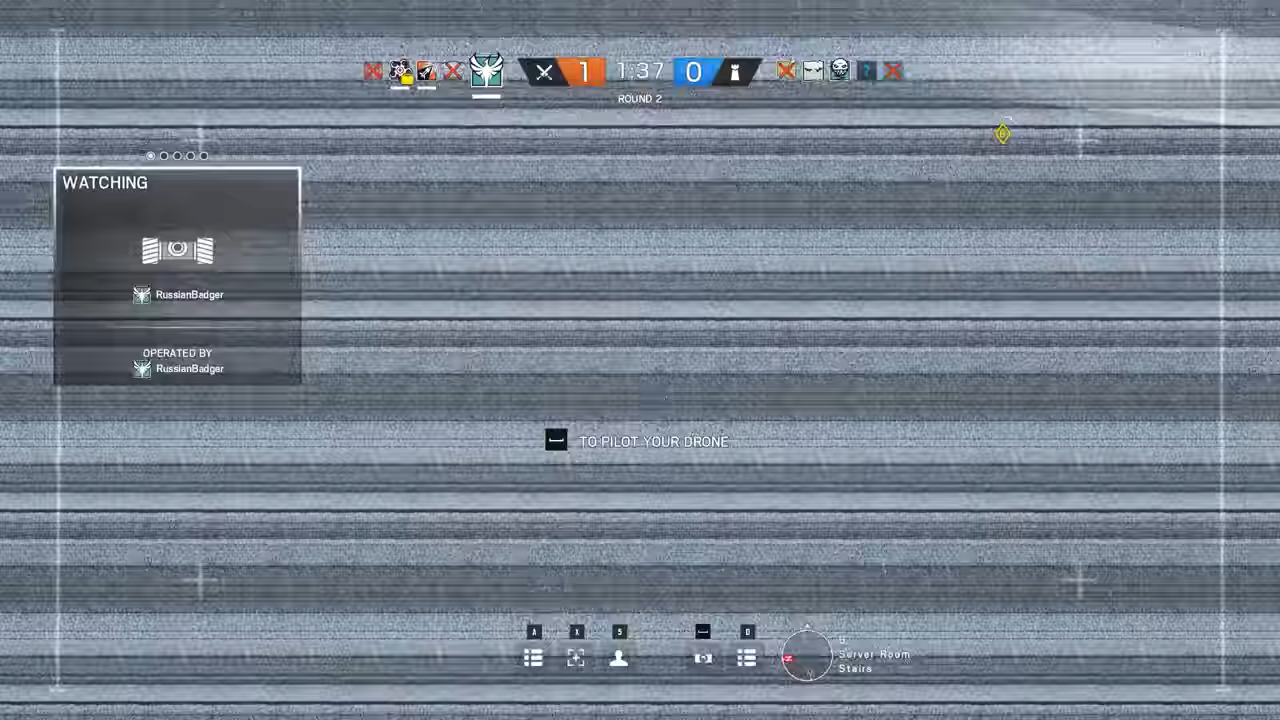 1 1:37 0
ROUND 2
B
WATCHING
RussianBadger
OPERATED BY
RussianBadger
TO PILOT YOUR DRONE
A X S D
Server Room
Stairs